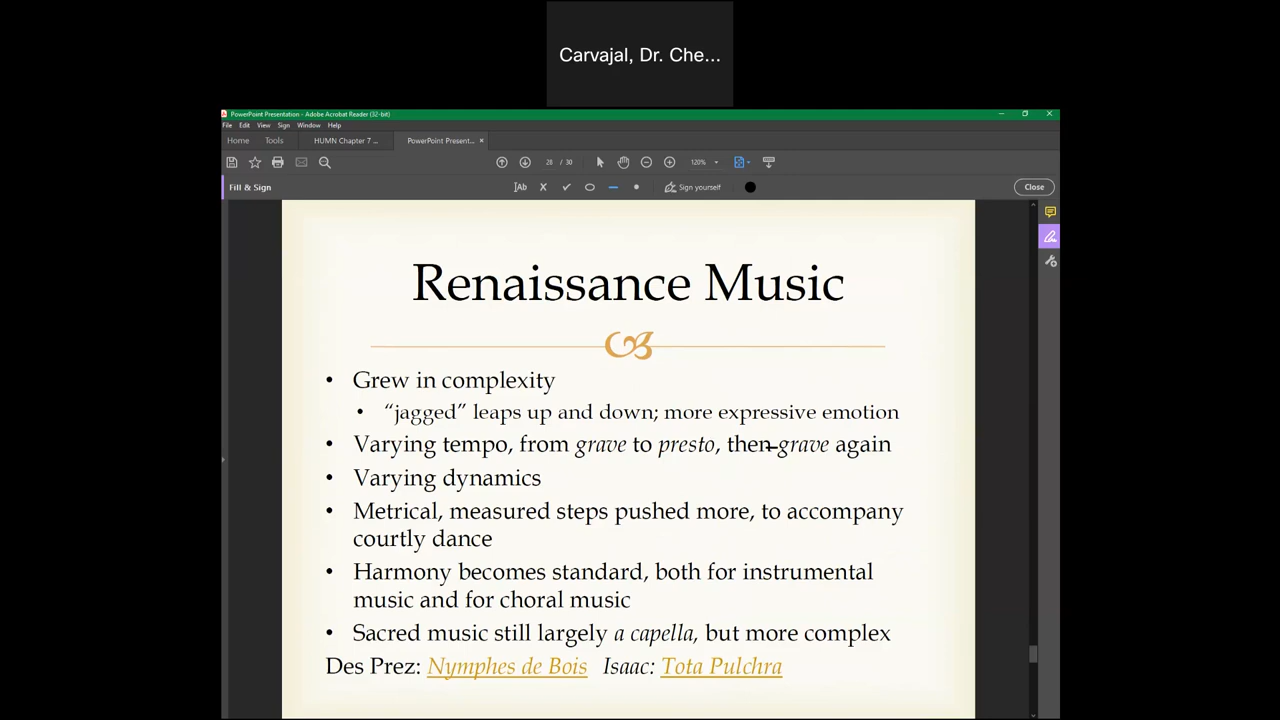 Carvajal, Dr. Che...
PowerPoint Presentation - Adobe Acrobat Reader (32-bit)
File Edit View Sign Window Help
Home Tools HUMN Chapter 7 ... PowerPoint Present... ×
28 / 30 120%
Fill & Sign Ab Sign yourself Close
Renaissance Music
• Grew in complexity
• “jagged” leaps up and down; more expressive emotion
• Varying tempo, from grave to presto, then grave again
• Varying dynamics
• Metrical, measured steps pushed more, to accompany
courtly dance
• Harmony becomes standard, both for instrumental
music and for choral music
• Sacred music still largely a capella, but more complex
Des Prez: Nymphes de Bois Isaac: Tota Pulchra